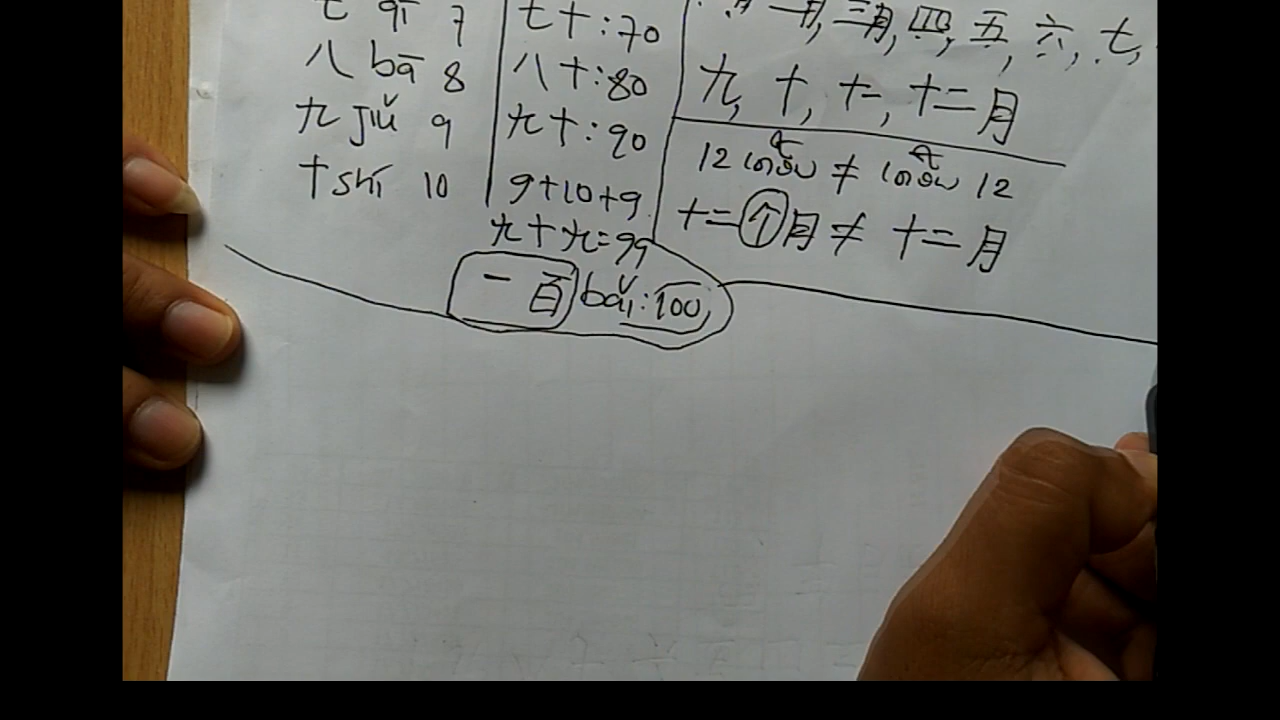 七 qī 7
八 bā 8
九 jiǔ 9
十 shí 10
七十:70
八十:80
九十:90
9+10+9
九十九=99
一百 bǎi:100
二月, 三月, 四, 五, 六, 七,
九, 十, 十一, 十二月
12 เดือน ≠ เดือน 12
十二个月 ≠ 十二月